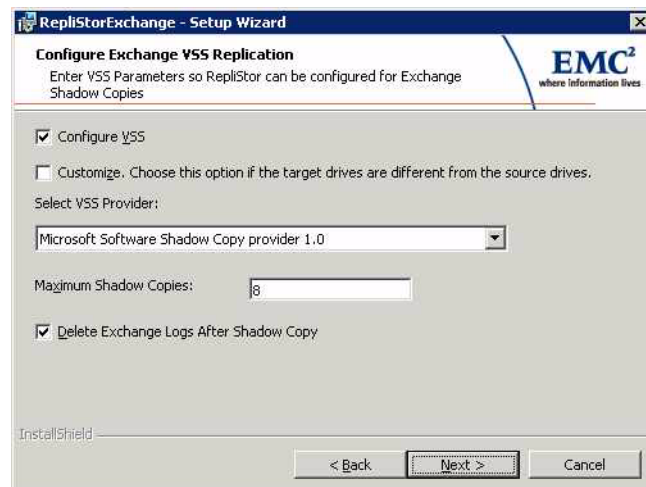 RepliStorExchange - Setup Wizard
Configure Exchange VSS Replication
Enter VSS Parameters so RepliStor can be configured for Exchange
Shadow Copies
EMC²
where information lives
Configure VSS
Customize. Choose this option if the target drives are different from the source drives.
Select VSS Provider:
Microsoft Software Shadow Copy provider 1.0
Maximum Shadow Copies:
8
Delete Exchange Logs After Shadow Copy
InstallShield
< Back
Next >
Cancel